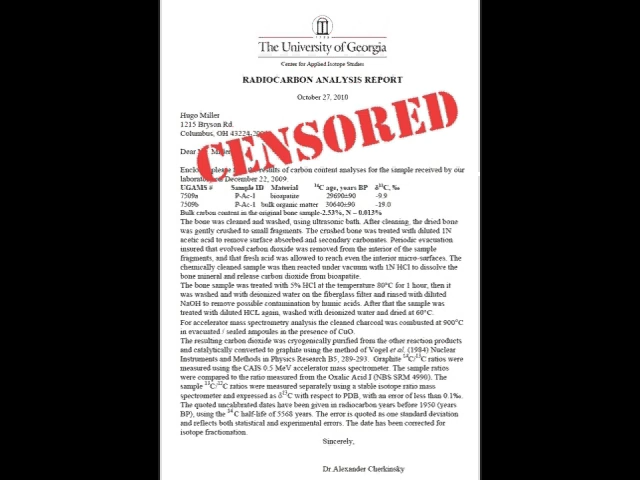 1785
The University of Georgia
Center for Applied Isotope Studies
RADIOCARBON ANALYSIS REPORT
October 27, 2010
Hugo Miller
1215 Bryson Rd.
Columbus, OH 43224-
CENSORED
Dear Miller
Enclosed please results of carbon content analyses for the sample received by our
laboratory December 22, 2009.
UGAMS # Sample ID Material ¹⁴C age, years BP δ¹³C, ‰
7509a P-Ac-1 bioapatite 29690±90 -9.9
7509b P-Ac-1 bulk organic matter 30640±90 -19.0
Bulk carbon content in the original bone sample-2.53%, N – 0.013%
The bone was cleaned and washed, using ultrasonic bath. After cleaning, the dried bone
was gently crushed to small fragments. The crushed bone was treated with diluted 1N
acetic acid to remove surface absorbed and secondary carbonates. Periodic evacuation
insured that evolved carbon dioxide was removed from the interior of the sample
fragments, and that fresh acid was allowed to reach even the interior micro-surfaces. The
chemically cleaned sample was then reacted under vacuum with 1N HCl to dissolve the
bone mineral and release carbon dioxide from bioapatite.
The bone sample was treated with 5% HCl at the temperature 80°C for 1 hour, then it
was washed and with deionized water on the fiberglass filter and rinsed with diluted
NaOH to remove possible contamination by humic acids. After that the sample was
treated with diluted HCL again, washed with deionized water and dried at 60°C.
For accelerator mass spectrometry analysis the cleaned charcoal was combusted at 900°C
in evacuated / sealed ampoules in the presence of CuO.
The resulting carbon dioxide was cryogenically purified from the other reaction products
and catalytically converted to graphite using the method of Vogel et al. (1984) Nuclear
Instruments and Methods in Physics Research B5, 289-293. Graphite ¹⁴C/¹³C ratios were
measured using the CAIS 0.5 MeV accelerator mass spectrometer. The sample ratios
were compared to the ratio measured from the Oxalic Acid I (NBS SRM 4990). The
sample ¹³C/¹²C ratios were measured separately using a stable isotope ratio mass
spectrometer and expressed as δ¹³C with respect to PDB, with an error of less than 0.1‰.
The quoted uncalibrated dates have been given in radiocarbon years before 1950 (years
BP), using the ¹⁴C half-life of 5568 years. The error is quoted as one standard deviation
and reflects both statistical and experimental errors. The date has been corrected for
isotope fractionation.
Sincerely,
Dr.Alexander Cherkinsky